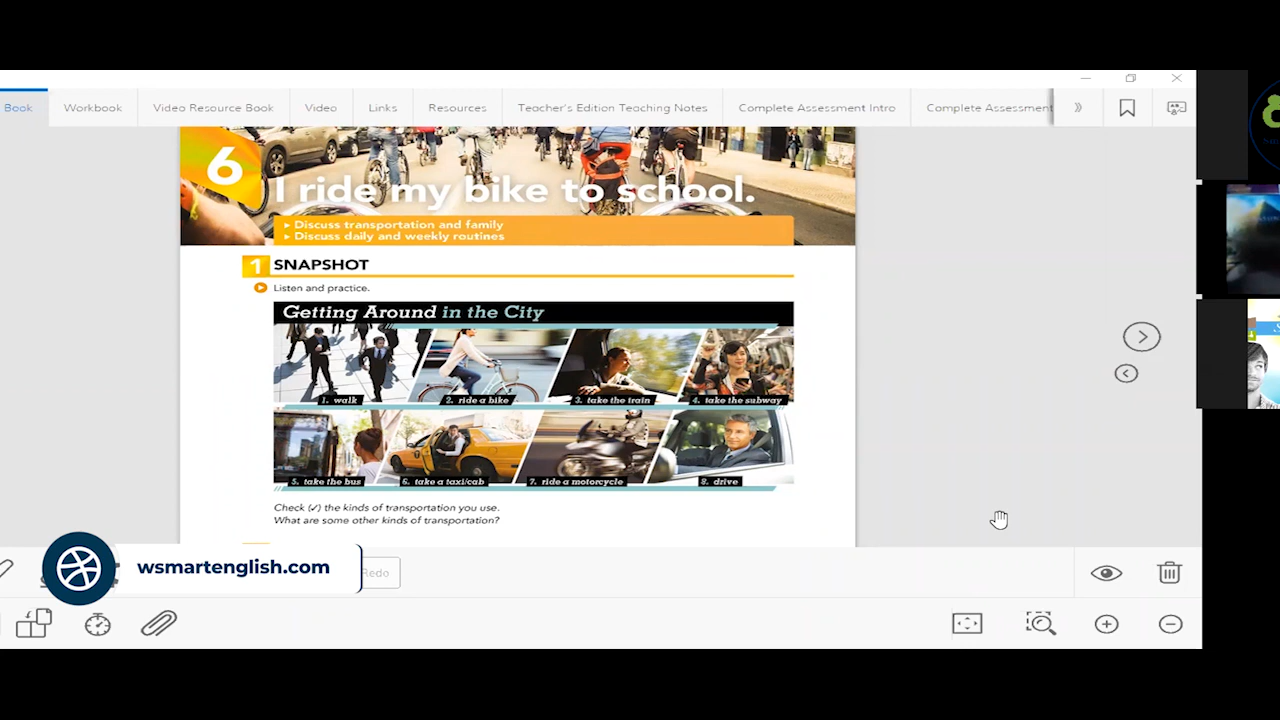 Book Workbook Video Resource Book Video Links Resources Teacher's Edition Teaching Notes Complete Assessment Intro Complete Assessment
6
I ride my bike to school.
▸ Discuss transportation and family
▸ Discuss daily and weekly routines
1 SNAPSHOT
Listen and practice.
Getting Around in the City
1. walk 2. ride a bike 3. take the train 4. take the subway
5. take the bus 6. take a taxi/cab 7. ride a motorcycle 8. drive
Check (✓) the kinds of transportation you use.
What are some other kinds of transportation?
wsmartenglish.com
Redo